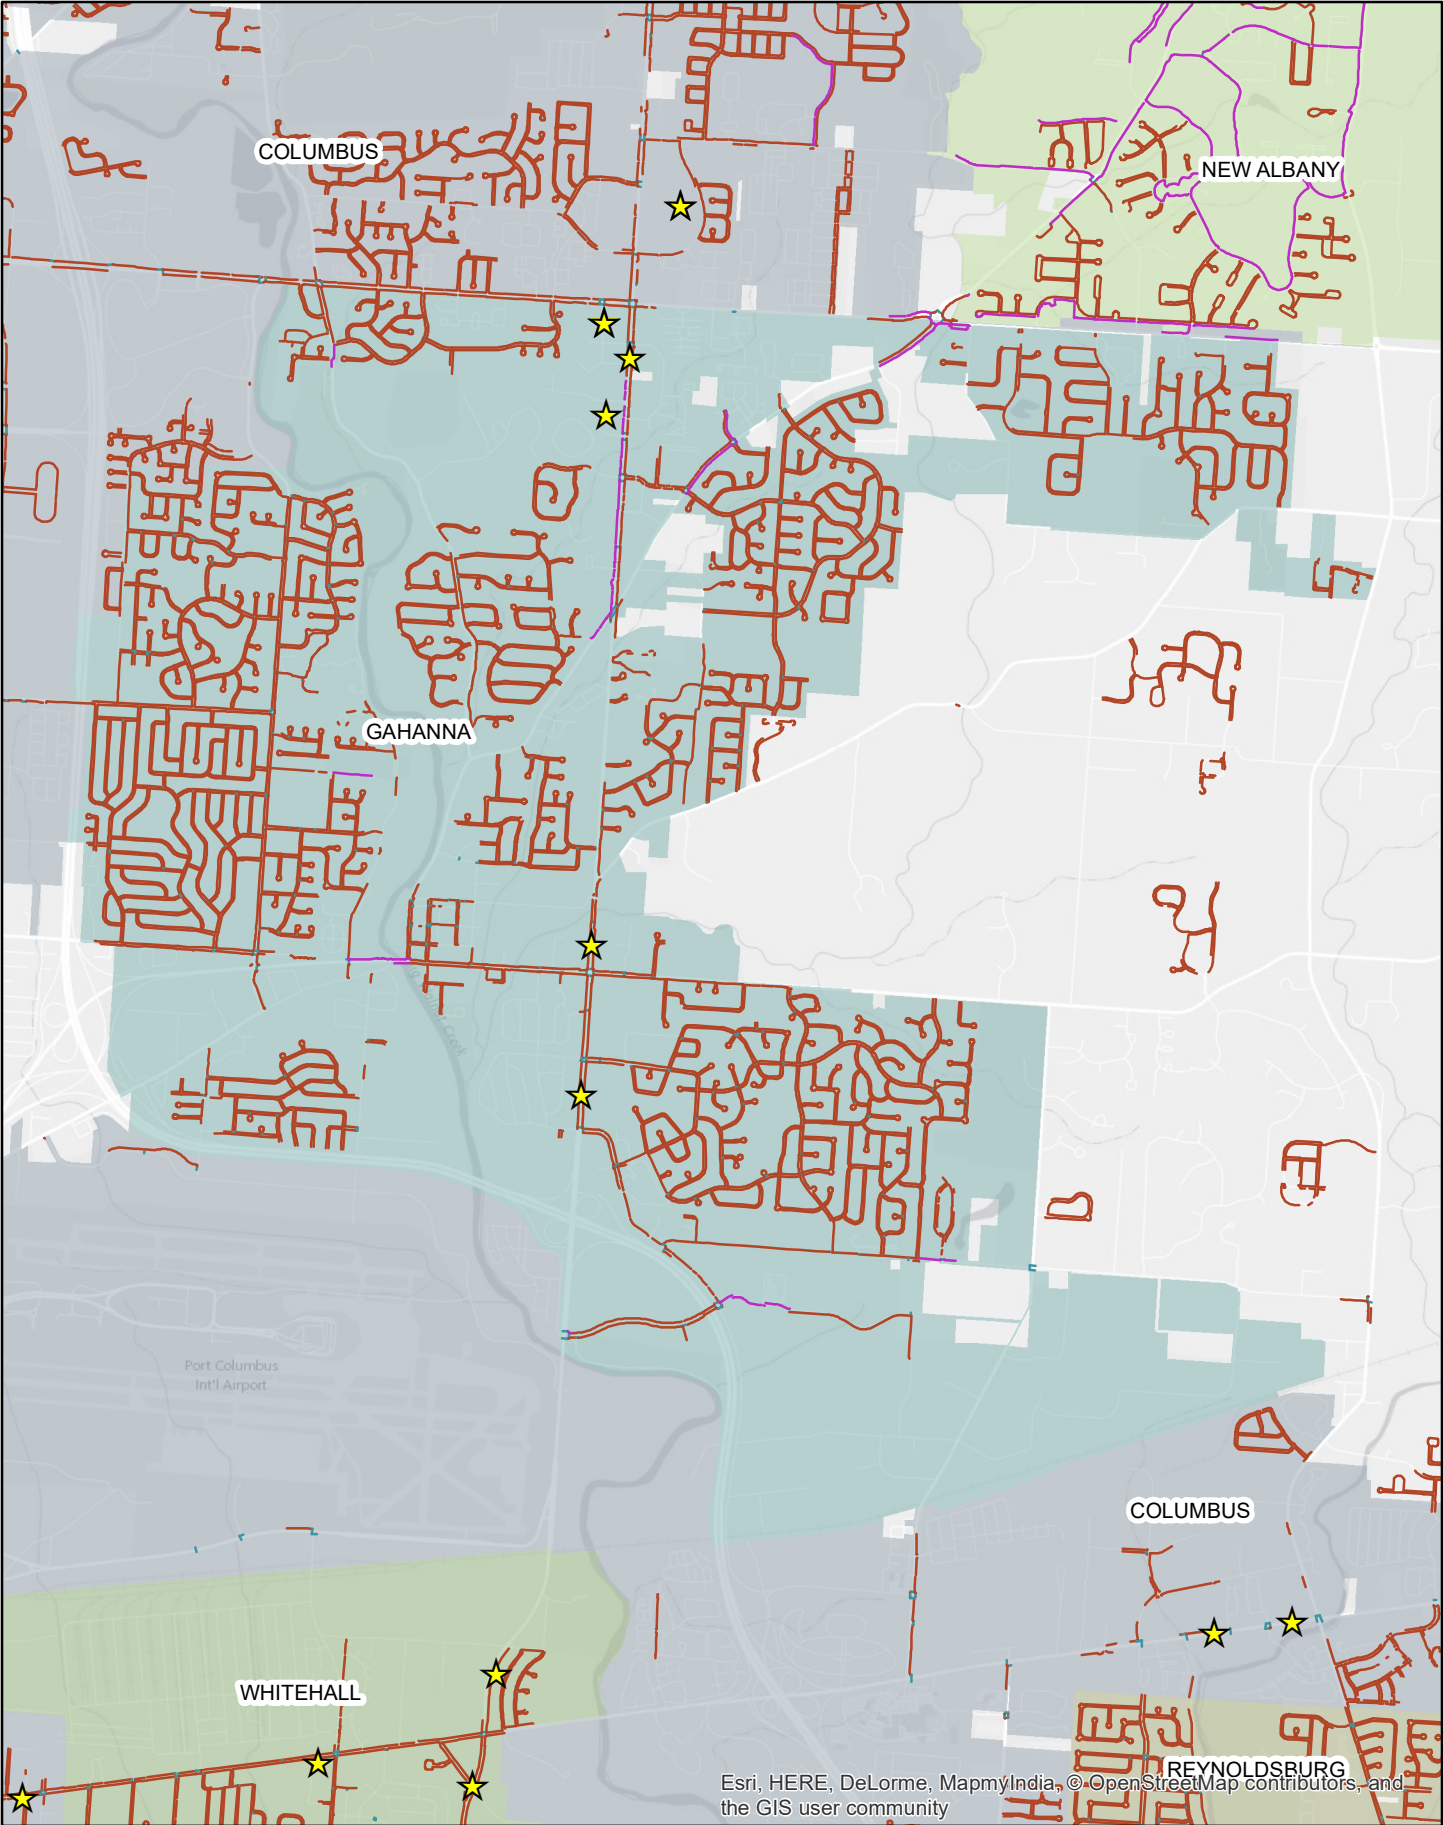 COLUMBUS
NEW ALBANY
GAHANNA
Creek
Port Columbus
Int'l Airport
COLUMBUS
WHITEHALL
REYNOLDSBURG
Esri, HERE, DeLorme, MapmyIndia, © OpenStreetMap contributors, and
the GIS user community